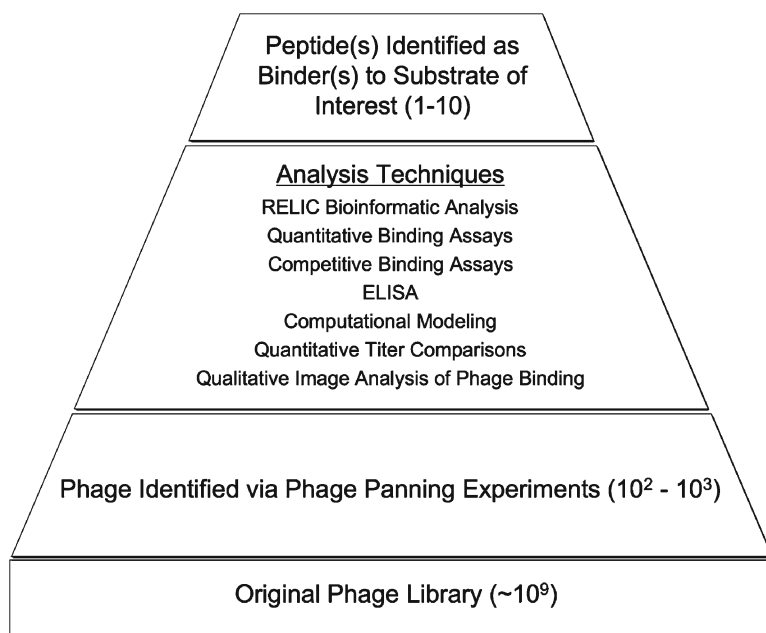 Peptide(s) Identified as
Binder(s) to Substrate of
Interest (1-10)
Analysis Techniques
RELIC Bioinformatic Analysis
Quantitative Binding Assays
Competitive Binding Assays
ELISA
Computational Modeling
Quantitative Titer Comparisons
Qualitative Image Analysis of Phage Binding
Phage Identified via Phage Panning Experiments (10² - 10³)
Original Phage Library (~10⁹)